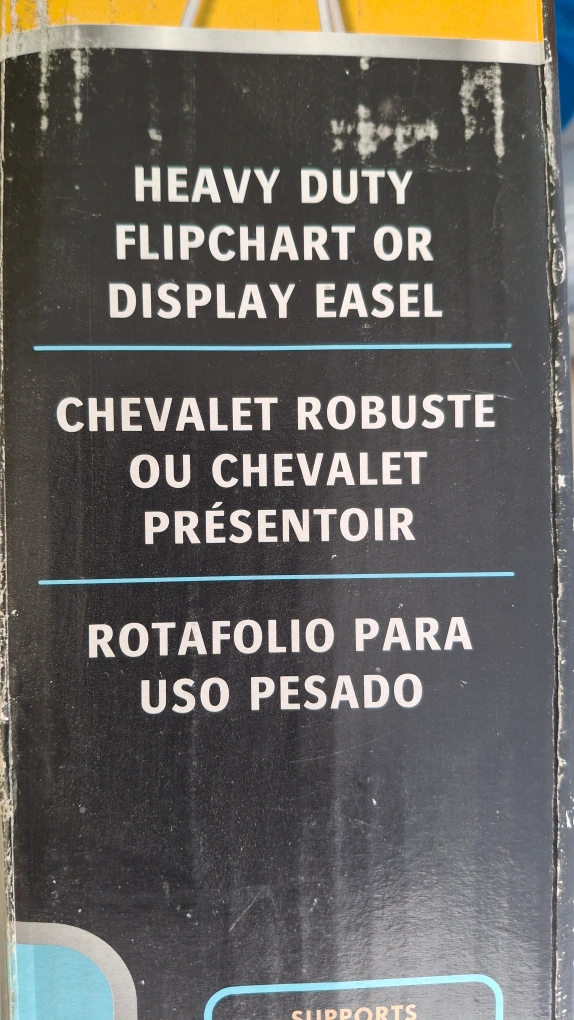 HEAVY DUTY
FLIPCHART OR
DISPLAY EASEL
CHEVALET ROBUSTE
OU CHEVALET
PRÉSENTOIR
ROTAFOLIO PARA
USO PESADO
SUPPORTS